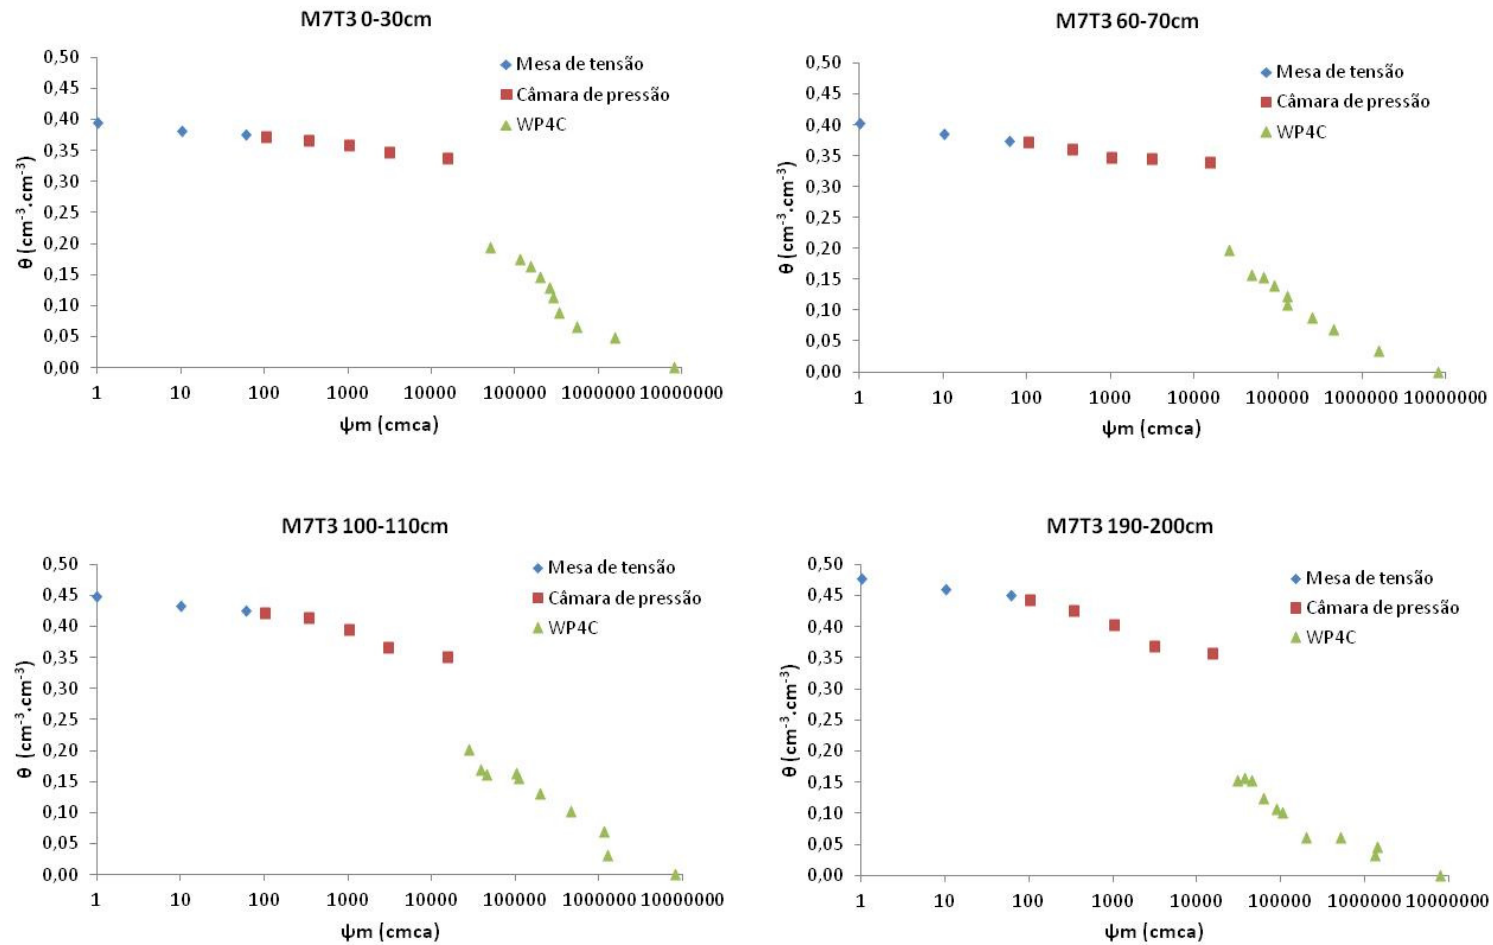 M7T3 0-30cm
Mesa de tensão
Câmara de pressão
WP4C
θ (cm⁻³.cm⁻³)
0,50
0,45
0,40
0,35
0,30
0,25
0,20
0,15
0,10
0,05
0,00
1 10 100 1000 10000 100000 1000000 10000000
ψm (cmca)
M7T3 60-70cm
Mesa de tensão
Câmara de pressão
WP4C
θ (cm⁻³.cm⁻³)
0,50
0,45
0,40
0,35
0,30
0,25
0,20
0,15
0,10
0,05
0,00
1 10 100 1000 10000 100000 1000000 10000000
ψm (cmca)
M7T3 100-110cm
Mesa de tensão
Câmara de pressão
WP4C
θ (cm⁻³.cm⁻³)
0,50
0,45
0,40
0,35
0,30
0,25
0,20
0,15
0,10
0,05
0,00
1 10 100 1000 10000 100000 1000000 10000000
ψm (cmca)
M7T3 190-200cm
Mesa de tensão
Câmara de pressão
WP4C
θ (cm⁻³.cm⁻³)
0,50
0,45
0,40
0,35
0,30
0,25
0,20
0,15
0,10
0,05
0,00
1 10 100 1000 10000 100000 1000000 10000000
ψm (cmca)